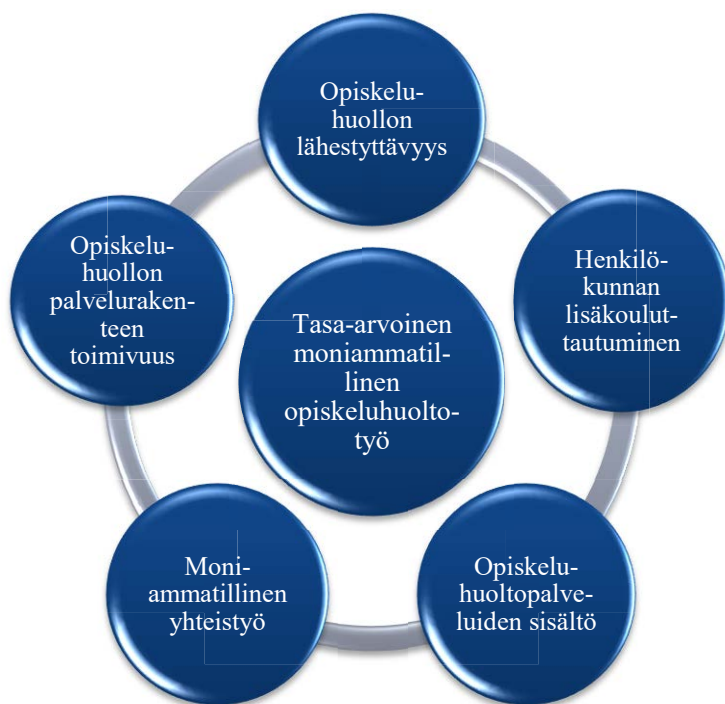 Opiskelu-
huollon
lähestyttävyys
Henkilö-
kunnan
lisäkoulut-
tautuminen
Opiskelu-
huoltopalve-
luiden sisältö
Moni-
ammatillinen
yhteistyö
Opiskelu-
huollon
palveluraken-
teen
toimivuus
Tasa-arvoinen
moniammatil-
linen
opiskeluhuolto-
työ